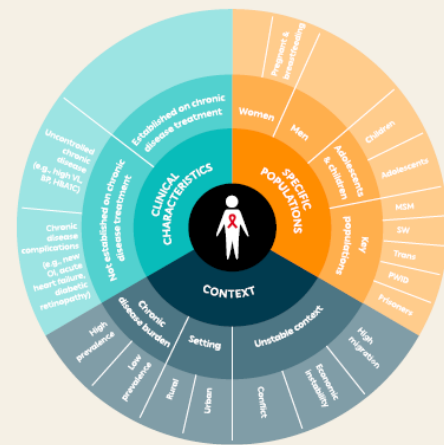 CLINICAL
CHARACTERISTICS
Established on chronic
disease treatment
Not established on chronic
disease treatment
Uncontrolled
chronic
disease
(e.g., high VL,
BP, HBA1C)
Chronic
disease
complications
(e.g., new
OI, acute
heart failure,
diabetic
retinopathy)
SPECIFIC
POPULATIONS
Women
Pregnant &
breastfeeding
Men
Adolescents
& children
Children
Adolescents
Key
populations
MSM
SW
Trans
PWID
Prisoners
CONTEXT
Chronic
disease burden
High
prevalence
Low
prevalence
Setting
Rural
Urban
Unstable context
Conflict
Economic
instability
High
migration